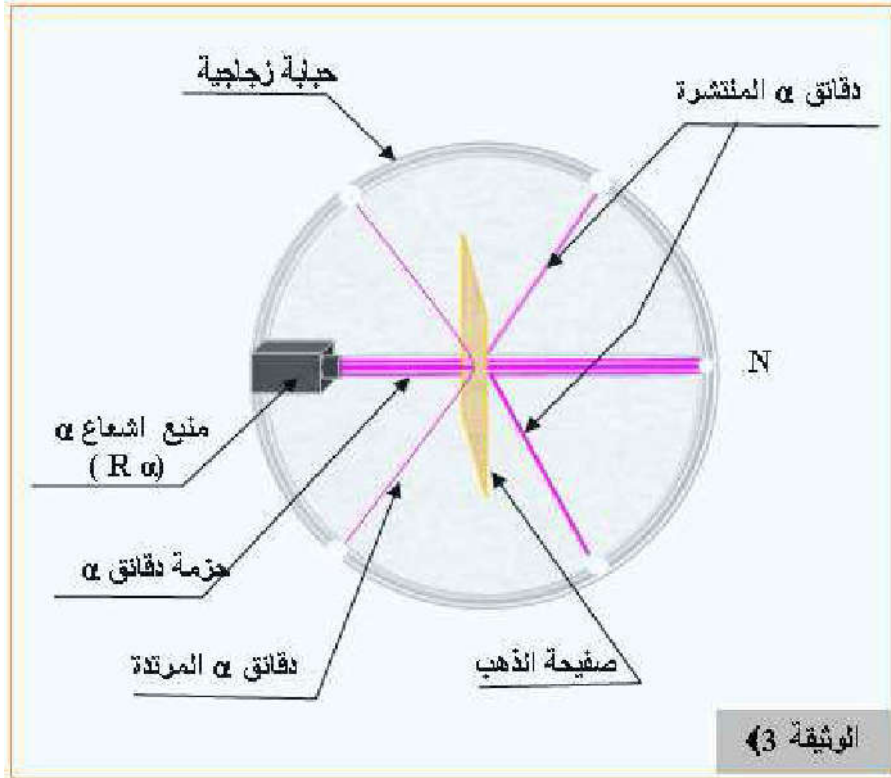 حبابة زجاجية
دقائق α المنتشرة
N
منبع اشعاع α
( R α)
حزمة دقائق α
دقائق α المرتدة
صفيحة الذهب
الوثيقة 3﴾